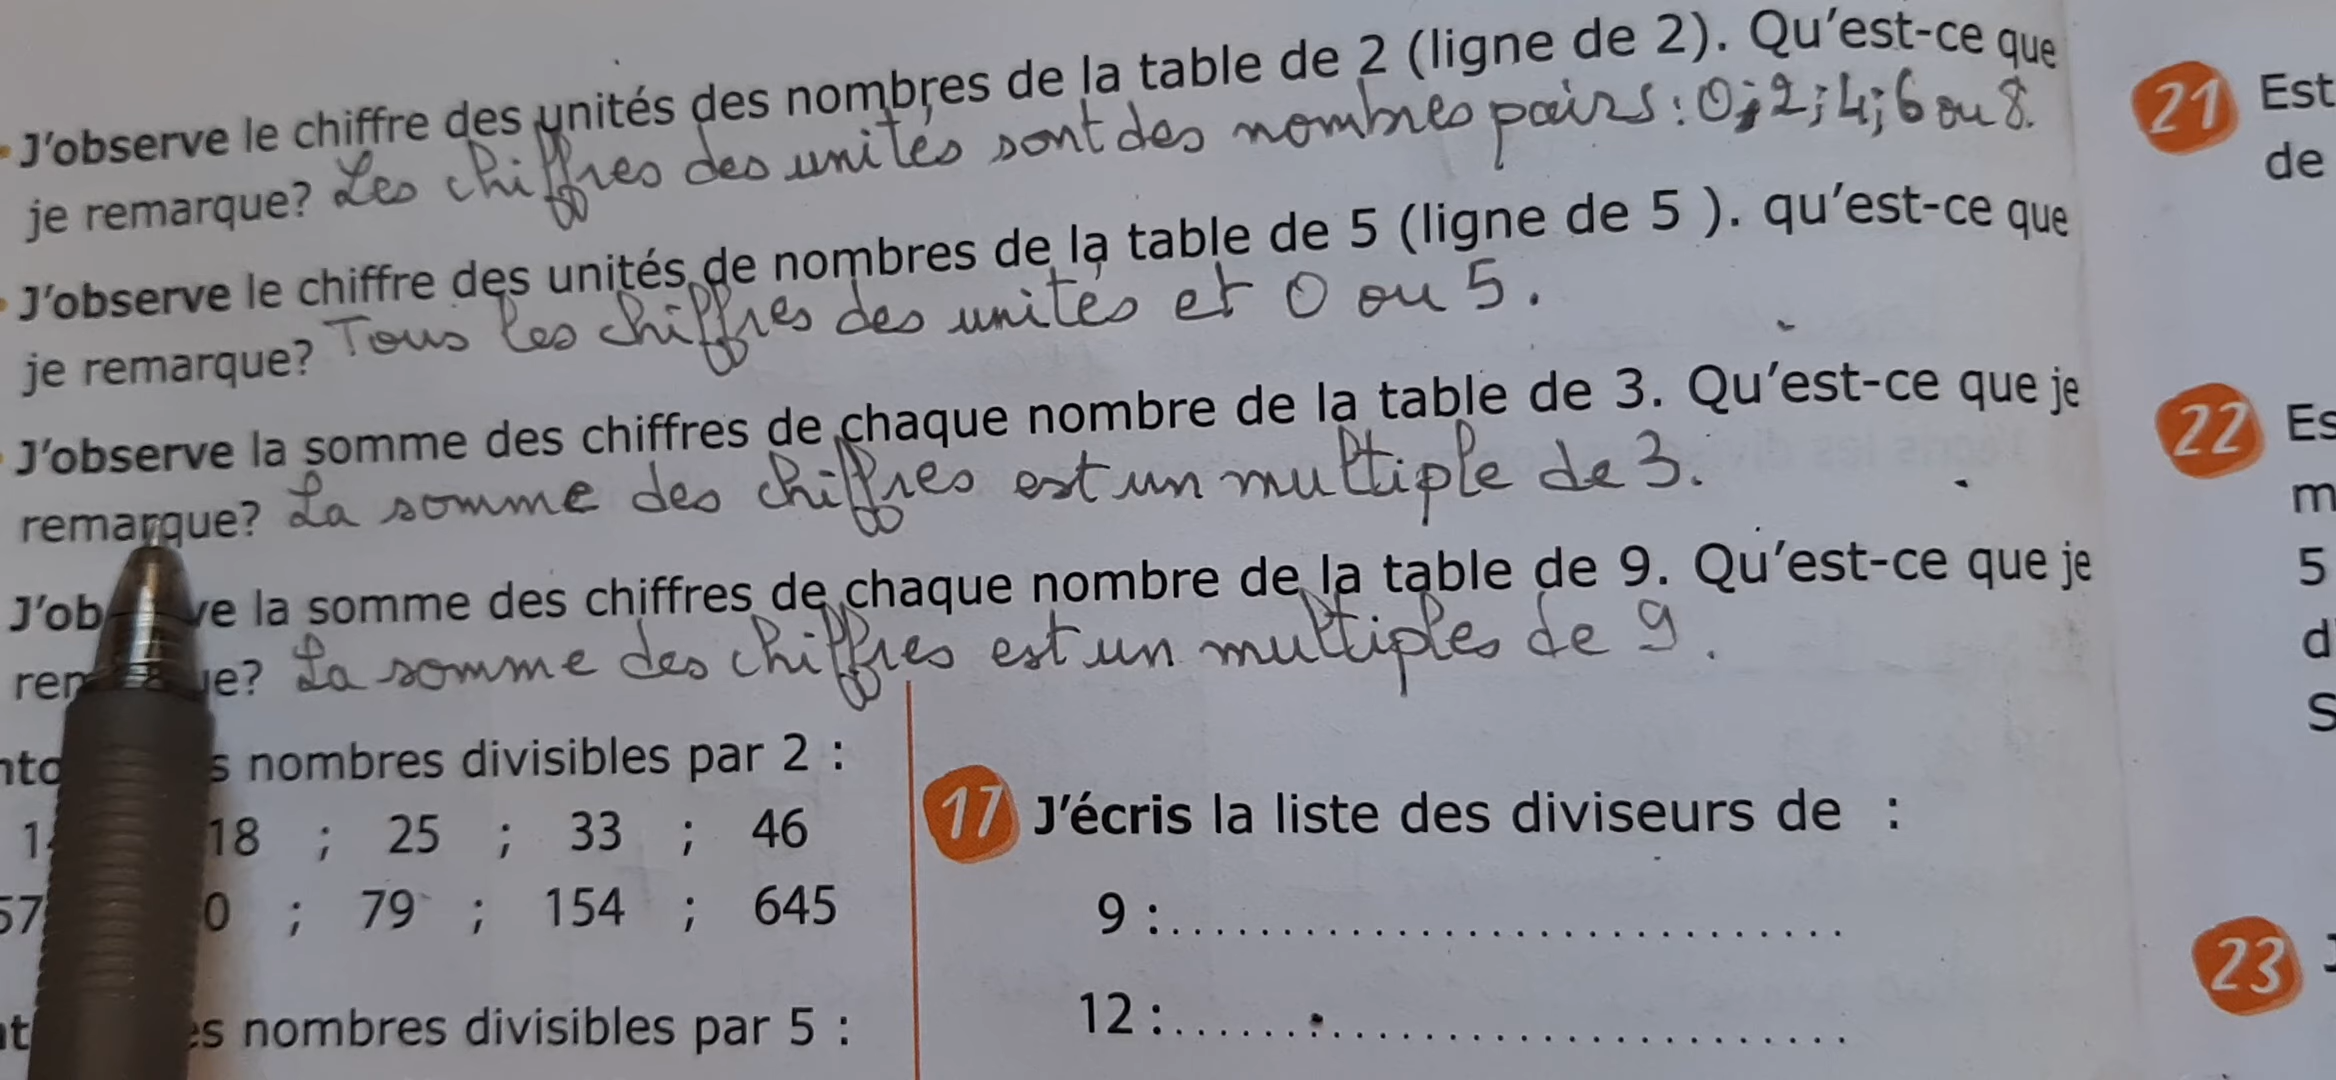 J'observe le chiffre des unités des nombres de la table de 2 (ligne de 2). Qu'est-ce que
je remarque? Les chiffres des unités sont des nombres pairs : 0 ; 2 ; 4 ; 6 ou 8.
J'observe le chiffre des unités de nombres de la table de 5 (ligne de 5 ). qu'est-ce que
je remarque? Tous les chiffres des unités et 0 ou 5.
J'observe la somme des chiffres de chaque nombre de la table de 3. Qu'est-ce que je
remarque? La somme des chiffres est un multiple de 3.
la somme des chiffres de chaque nombre de la table de 9. Qu'est-ce que je
La somme des chiffres est un multiples de 9.
nombres divisibles par 2 :
18 ; 25 ; 33 ; 46
; 79 ; 154 ; 645
nombres divisibles par 5 :
17 J'écris la liste des diviseurs de :
9 :..............................
12 :..............................
21 Est
de
22 Es
m
5
d
S
23